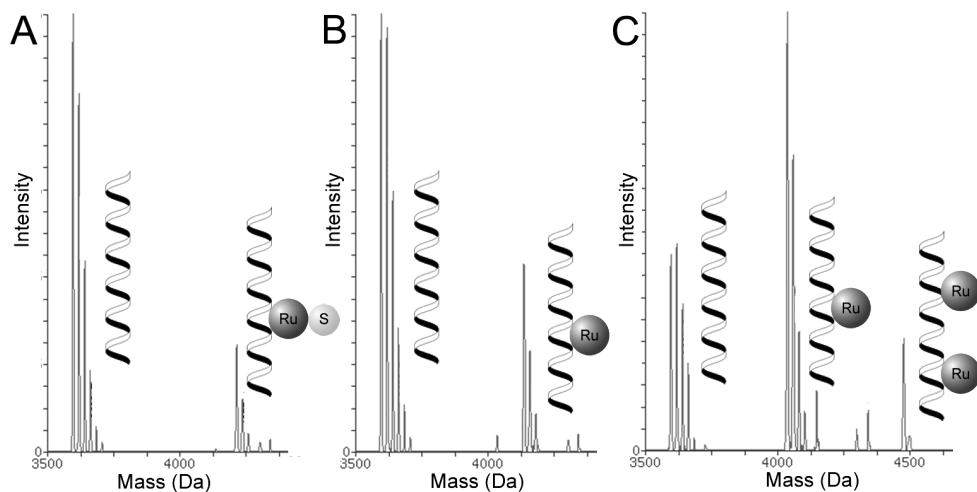 A
Intensity
Ru
S
0
3500
4000
Mass (Da)
B
Intensity
Ru
0
3500
4000
Mass (Da)
C
Intensity
Ru
Ru
Ru
0
3500
4000
4500
Mass (Da)